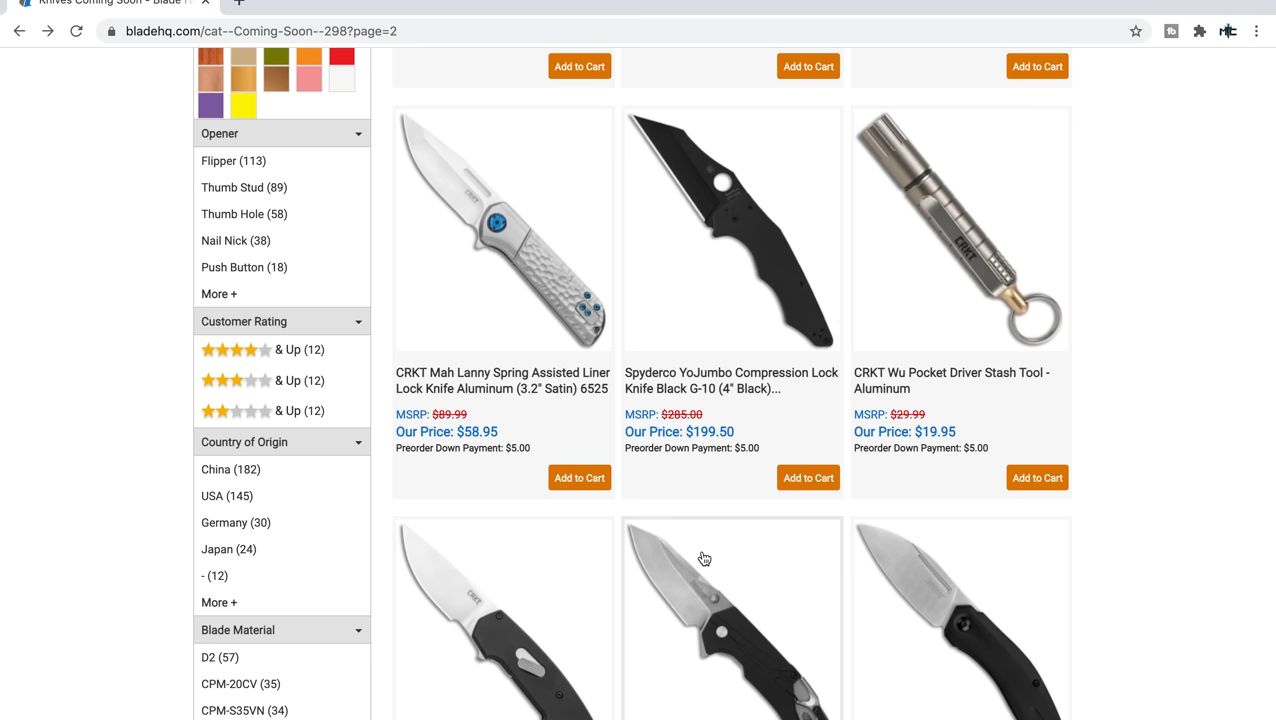 Knives Coming Soon - Blade H
bladehq.com/cat--Coming-Soon--298?page=2
Add to Cart
Add to Cart
Add to Cart
Opener
Flipper (113)
Thumb Stud (89)
Thumb Hole (58)
Nail Nick (38)
Push Button (18)
More +
Customer Rating
& Up (12)
& Up (12)
& Up (12)
Country of Origin
China (182)
USA (145)
Germany (30)
Japan (24)
- (12)
More +
Blade Material
D2 (57)
CPM-20CV (35)
CPM-S35VN (34)
CRKT
CRKT Mah Lanny Spring Assisted Liner
Lock Knife Aluminum (3.2" Satin) 6525
MSRP: $89.99
Our Price: $58.95
Preorder Down Payment: $5.00
Add to Cart
Spyderco YoJumbo Compression Lock
Knife Black G-10 (4" Black)...
MSRP: $285.00
Our Price: $199.50
Preorder Down Payment: $5.00
Add to Cart
CRKT
CRKT Wu Pocket Driver Stash Tool -
Aluminum
MSRP: $29.99
Our Price: $19.95
Preorder Down Payment: $5.00
Add to Cart
CRKT